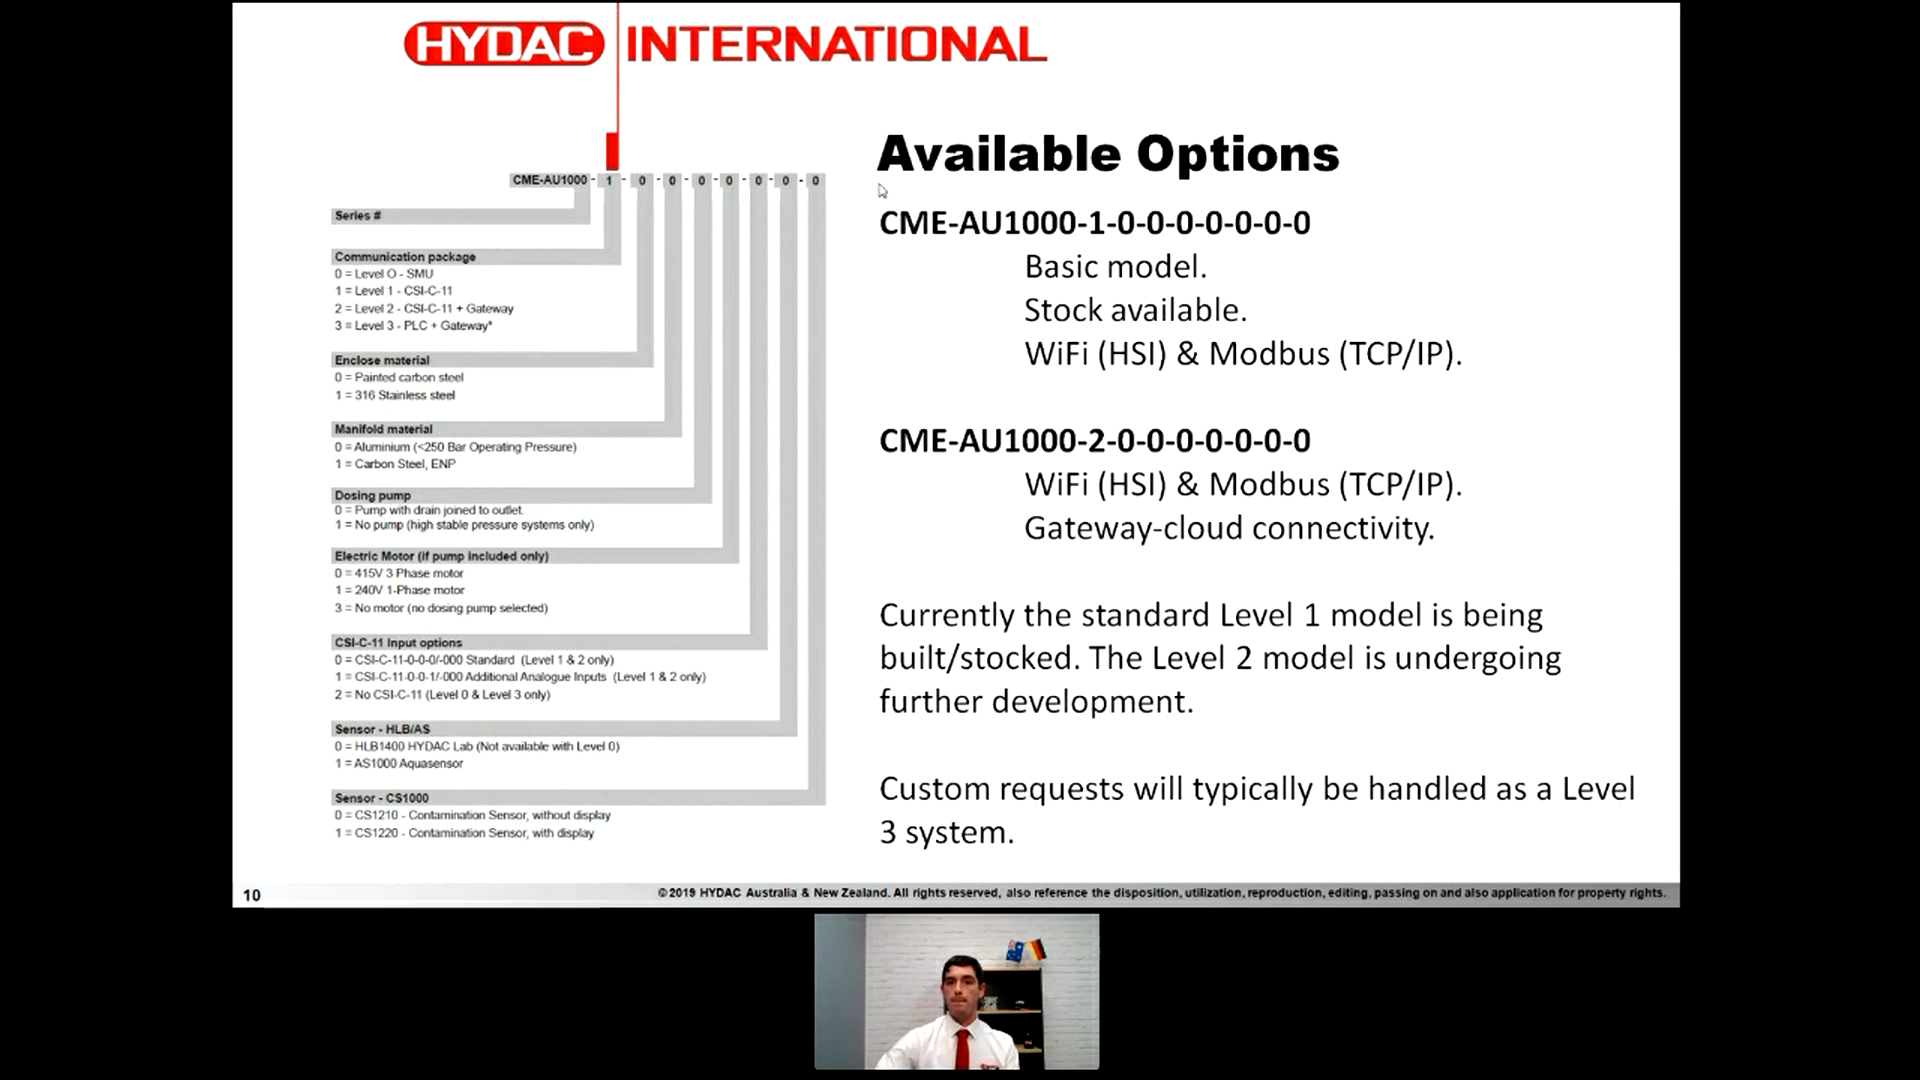 HYDAC INTERNATIONAL
CME-AU1000 - 1 - 0 - 0 - 0 - 0 - 0 - 0 - 0
Series #
Communication package
0 = Level O - SMU
1 = Level 1 - CSI-C-11
2 = Level 2 - CSI-C-11 + Gateway
3 = Level 3 - PLC + Gateway*
Enclose material
0 = Painted carbon steel
1 = 316 Stainless steel
Manifold material
0 = Aluminium (<250 Bar Operating Pressure)
1 = Carbon Steel, ENP
Dosing pump
0 = Pump with drain joined to outlet.
1 = No pump (high stable pressure systems only)
Electric Motor (if pump included only)
0 = 415V 3 Phase motor
1 = 240V 1-Phase motor
3 = No motor (no dosing pump selected)
CSI-C-11 Input options
0 = CSI-C-11-0-0-0/-000 Standard (Level 1 & 2 only)
1 = CSI-C-11-0-0-1/-000 Additional Analogue Inputs (Level 1 & 2 only)
2 = No CSI-C-11 (Level 0 & Level 3 only)
Sensor - HLB/AS
0 = HLB1400 HYDAC Lab (Not available with Level 0)
1 = AS1000 Aquasensor
Sensor - CS1000
0 = CS1210 - Contamination Sensor, without display
1 = CS1220 - Contamination Sensor, with display
Available Options
CME-AU1000-1-0-0-0-0-0-0-0
Basic model.
Stock available.
WiFi (HSI) & Modbus (TCP/IP).
CME-AU1000-2-0-0-0-0-0-0-0
WiFi (HSI) & Modbus (TCP/IP).
Gateway-cloud connectivity.
Currently the standard Level 1 model is being
built/stocked. The Level 2 model is undergoing
further development.
Custom requests will typically be handled as a Level
3 system.
10
©2019 HYDAC Australia & New Zealand. All rights reserved, also reference the disposition, utilization, reproduction, editing, passing on and also application for property rights.